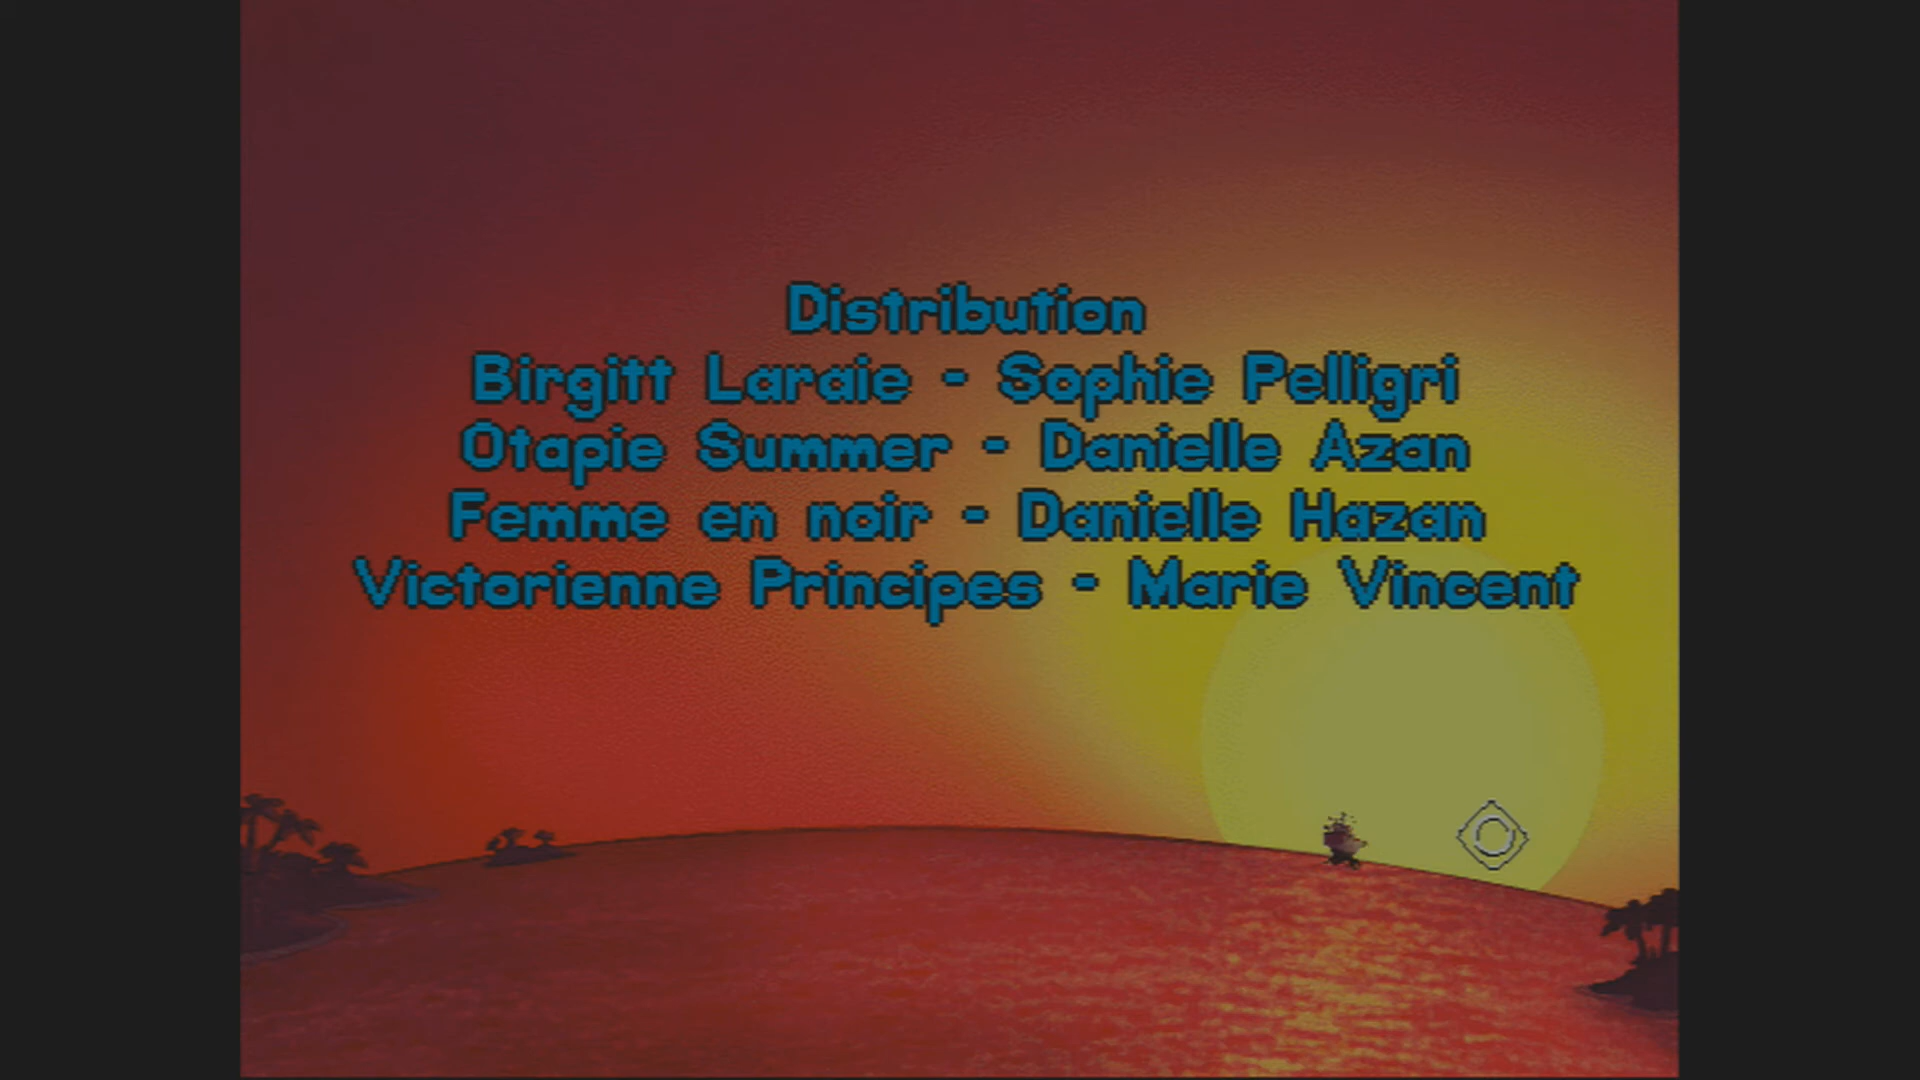 Distribution
Birgitt Laraie - Sophie Pelligri
Otapie Summer - Danielle Azan
Femme en noir - Danielle Hazan
Victorienne Principes - Marie Vincent